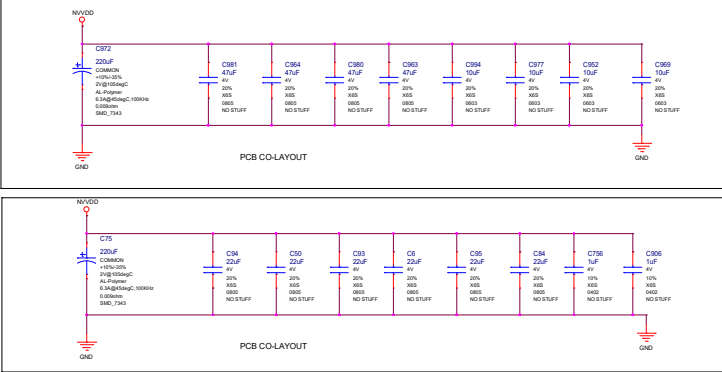 NVVDD
C972
220uF
COMMON
+10%/-35%
2V@105degC
AL-Polymer
6.3A@45degC,100KHz
0.009ohm
SMD_7343
C981
47uF
4V
20%
X6S
0805
NO STUFF
C964
47uF
4V
20%
X6S
0805
NO STUFF
C980
47uF
4V
20%
X6S
0805
NO STUFF
C963
47uF
4V
20%
X6S
0805
NO STUFF
C994
10uF
4V
20%
X6S
0603
NO STUFF
C977
10uF
4V
20%
X6S
0603
NO STUFF
C952
10uF
4V
20%
X6S
0603
NO STUFF
C969
10uF
4V
20%
X6S
0603
NO STUFF
GND
PCB CO-LAYOUT
GND
NVVDD
C75
220uF
COMMON
+10%/-35%
2V@105degC
AL-Polymer
6.3A@45degC,100KHz
0.009ohm
SMD_7343
C94
22uF
4V
20%
X6S
0805
NO STUFF
C50
22uF
4V
20%
X6S
0805
NO STUFF
C93
22uF
4V
20%
X6S
0805
NO STUFF
C6
22uF
4V
20%
X6S
0805
NO STUFF
C95
22uF
4V
20%
X6S
0805
NO STUFF
C84
22uF
4V
20%
X6S
0805
NO STUFF
C756
1uF
4V
10%
X6S
0402
NO STUFF
C906
1uF
4V
10%
X6S
0402
NO STUFF
GND
PCB CO-LAYOUT
GND